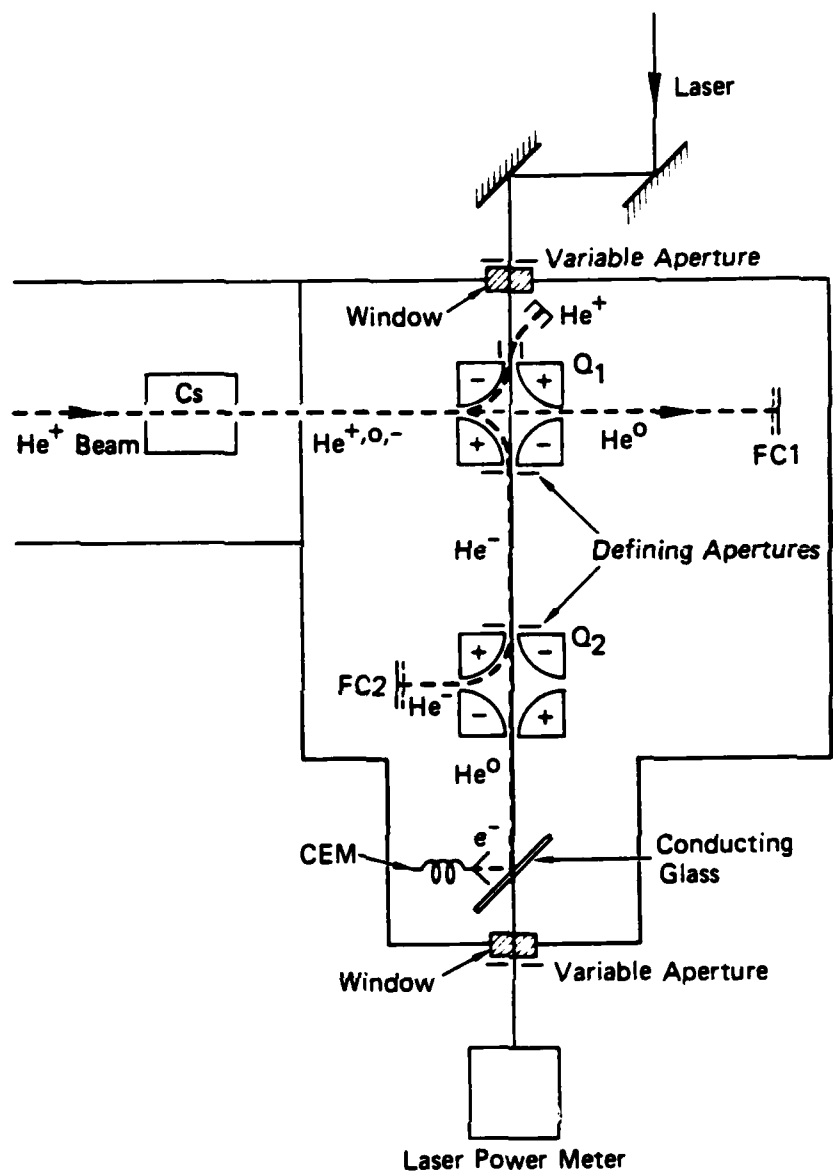 Laser
Variable Aperture
Window
He⁺
Q₁
- +
Cs
He⁺ Beam
He⁺,⁰,⁻
He⁰
FC1
+ -
He⁻
Defining Apertures
Q₂
+ -
FC2
He⁻
- +
He⁰
e⁻
CEM
Conducting
Glass
Window
Variable Aperture
Laser Power Meter